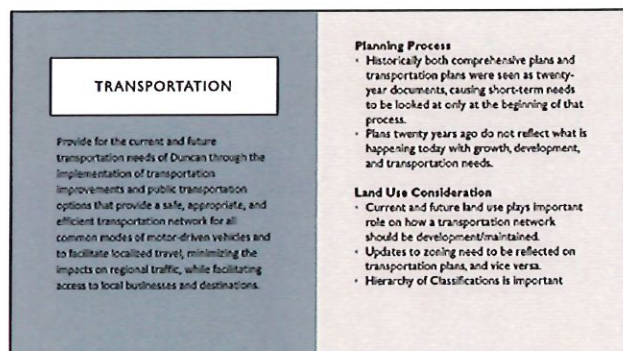 TRANSPORTATION
Provide for the current and future
transportation needs of Duncan through the
implementation of transportation
improvements and public transportation
options that provide a safe, appropriate, and
efficient transportation network for all
common modes of motor-driven vehicles and
to facilitate localized travel, minimizing the
impacts on regional traffic, while facilitating
access to local businesses and destinations.
Planning Process
• Historically both comprehensive plans and
transportation plans were seen as twenty-
year documents, causing short-term needs
to be looked at only at the beginning of that
process.
• Plans twenty years ago do not reflect what is
happening today with growth, development,
and transportation needs.
Land Use Consideration
• Current and future land use plays important
role on how a transportation network
should be development/maintained.
• Updates to zoning need to be reflected on
transportation plans, and vice versa.
• Hierarchy of Classifications is important